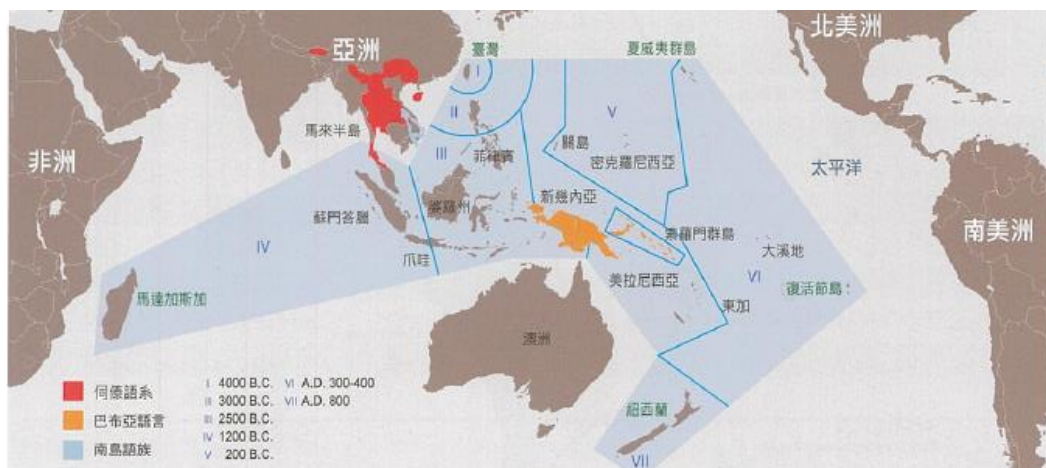 北美洲
亞洲
臺灣
夏威夷群島
I
II
V
馬來半島
III
菲律賓
關島
密克羅尼西亞
太平洋
非洲
新幾內亞
婆羅州
蘇門答臘
索羅門群島
南美洲
IV
大溪地
爪哇
美拉尼西亞
VI
復活節島
馬達加斯加
東加
澳洲
紐西蘭
VII
侗傣語系
巴布亞語言
南島語族
I 4000 B.C. VI A.D. 300-400
II 3000 B.C. VII A.D. 800
III 2500 B.C.
IV 1200 B.C.
V 200 B.C.